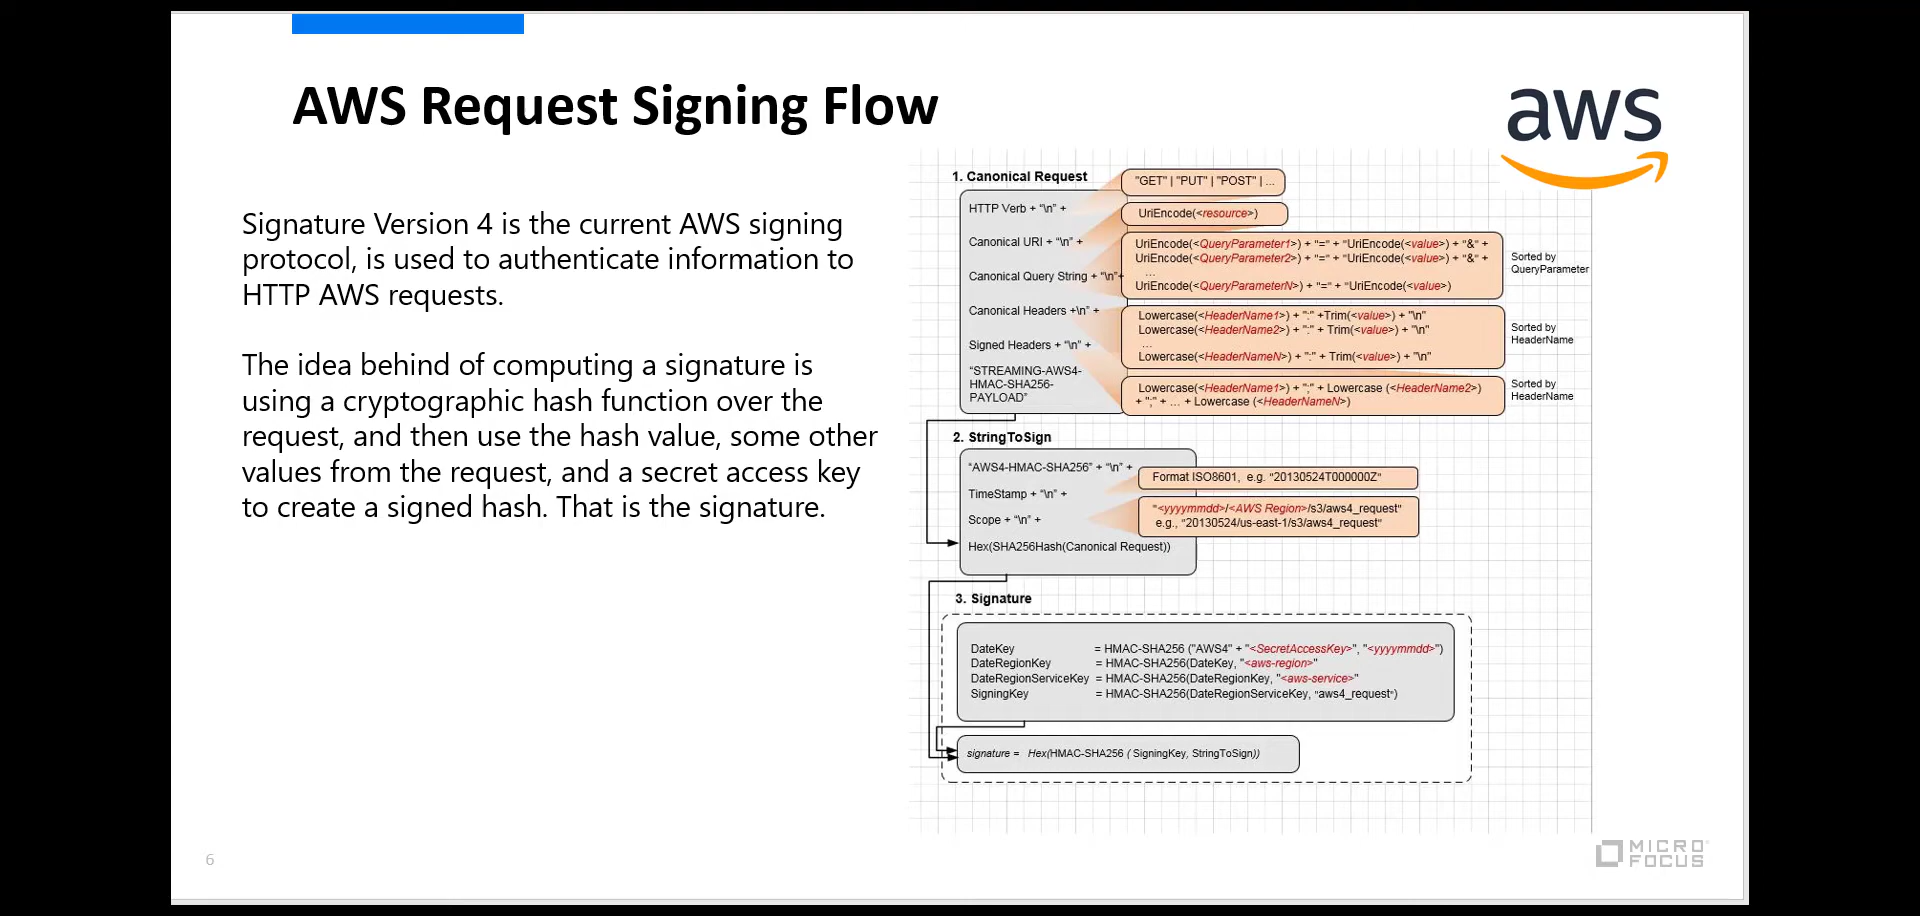 AWS Request Signing Flow
aws
Signature Version 4 is the current AWS signing
protocol, is used to authenticate information to
HTTP AWS requests.
The idea behind of computing a signature is
using a cryptographic hash function over the
request, and then use the hash value, some other
values from the request, and a secret access key
to create a signed hash. That is the signature.
1. Canonical Request
HTTP Verb + "\n" +
"GET" | "PUT" | "POST" | ...
Canonical URI + "\n" +
UriEncode(<resource>)
Canonical Query String + "\n"+
UriEncode(<QueryParameter1>) + "=" + "UriEncode(<value>) + "&" +
UriEncode(<QueryParameter2>) + "=" + "UriEncode(<value>) + "&" +
...
UriEncode(<QueryParameterN>) + "=" + "UriEncode(<value>)
Sorted by
QueryParameter
Canonical Headers +\n" +
Lowercase(<HeaderName1>) + ":" +Trim(<value>) + "\n"
Lowercase(<HeaderName2>) + ":" + Trim(<value>) + "\n"
...
Lowercase(<HeaderNameN>) + ":" + Trim(<value>) + "\n"
Sorted by
HeaderName
Signed Headers + "\n" +
Lowercase(<HeaderName1>) + ";" + Lowercase (<HeaderName2>)
+ ";" + ... + Lowercase (<HeaderNameN>)
Sorted by
HeaderName
"STREAMING-AWS4-
HMAC-SHA256-
PAYLOAD"
2. StringToSign
"AWS4-HMAC-SHA256" + "\n" +
TimeStamp + "\n" +
Format ISO8601, e.g. "20130524T000000Z"
Scope + "\n" +
"<yyyymmdd>/<AWS Region>/s3/aws4_request"
e.g., "20130524/us-east-1/s3/aws4_request"
Hex(SHA256Hash(Canonical Request))
3. Signature
DateKey = HMAC-SHA256 ("AWS4" + "<SecretAccessKey>", "<yyyymmdd>")
DateRegionKey = HMAC-SHA256(DateKey, "<aws-region>"
DateRegionServiceKey = HMAC-SHA256(DateRegionKey, "<aws-service>"
SigningKey = HMAC-SHA256(DateRegionServiceKey, "aws4_request")
signature = Hex(HMAC-SHA256 ( SigningKey, StringToSign))
6
MICRO
FOCUS